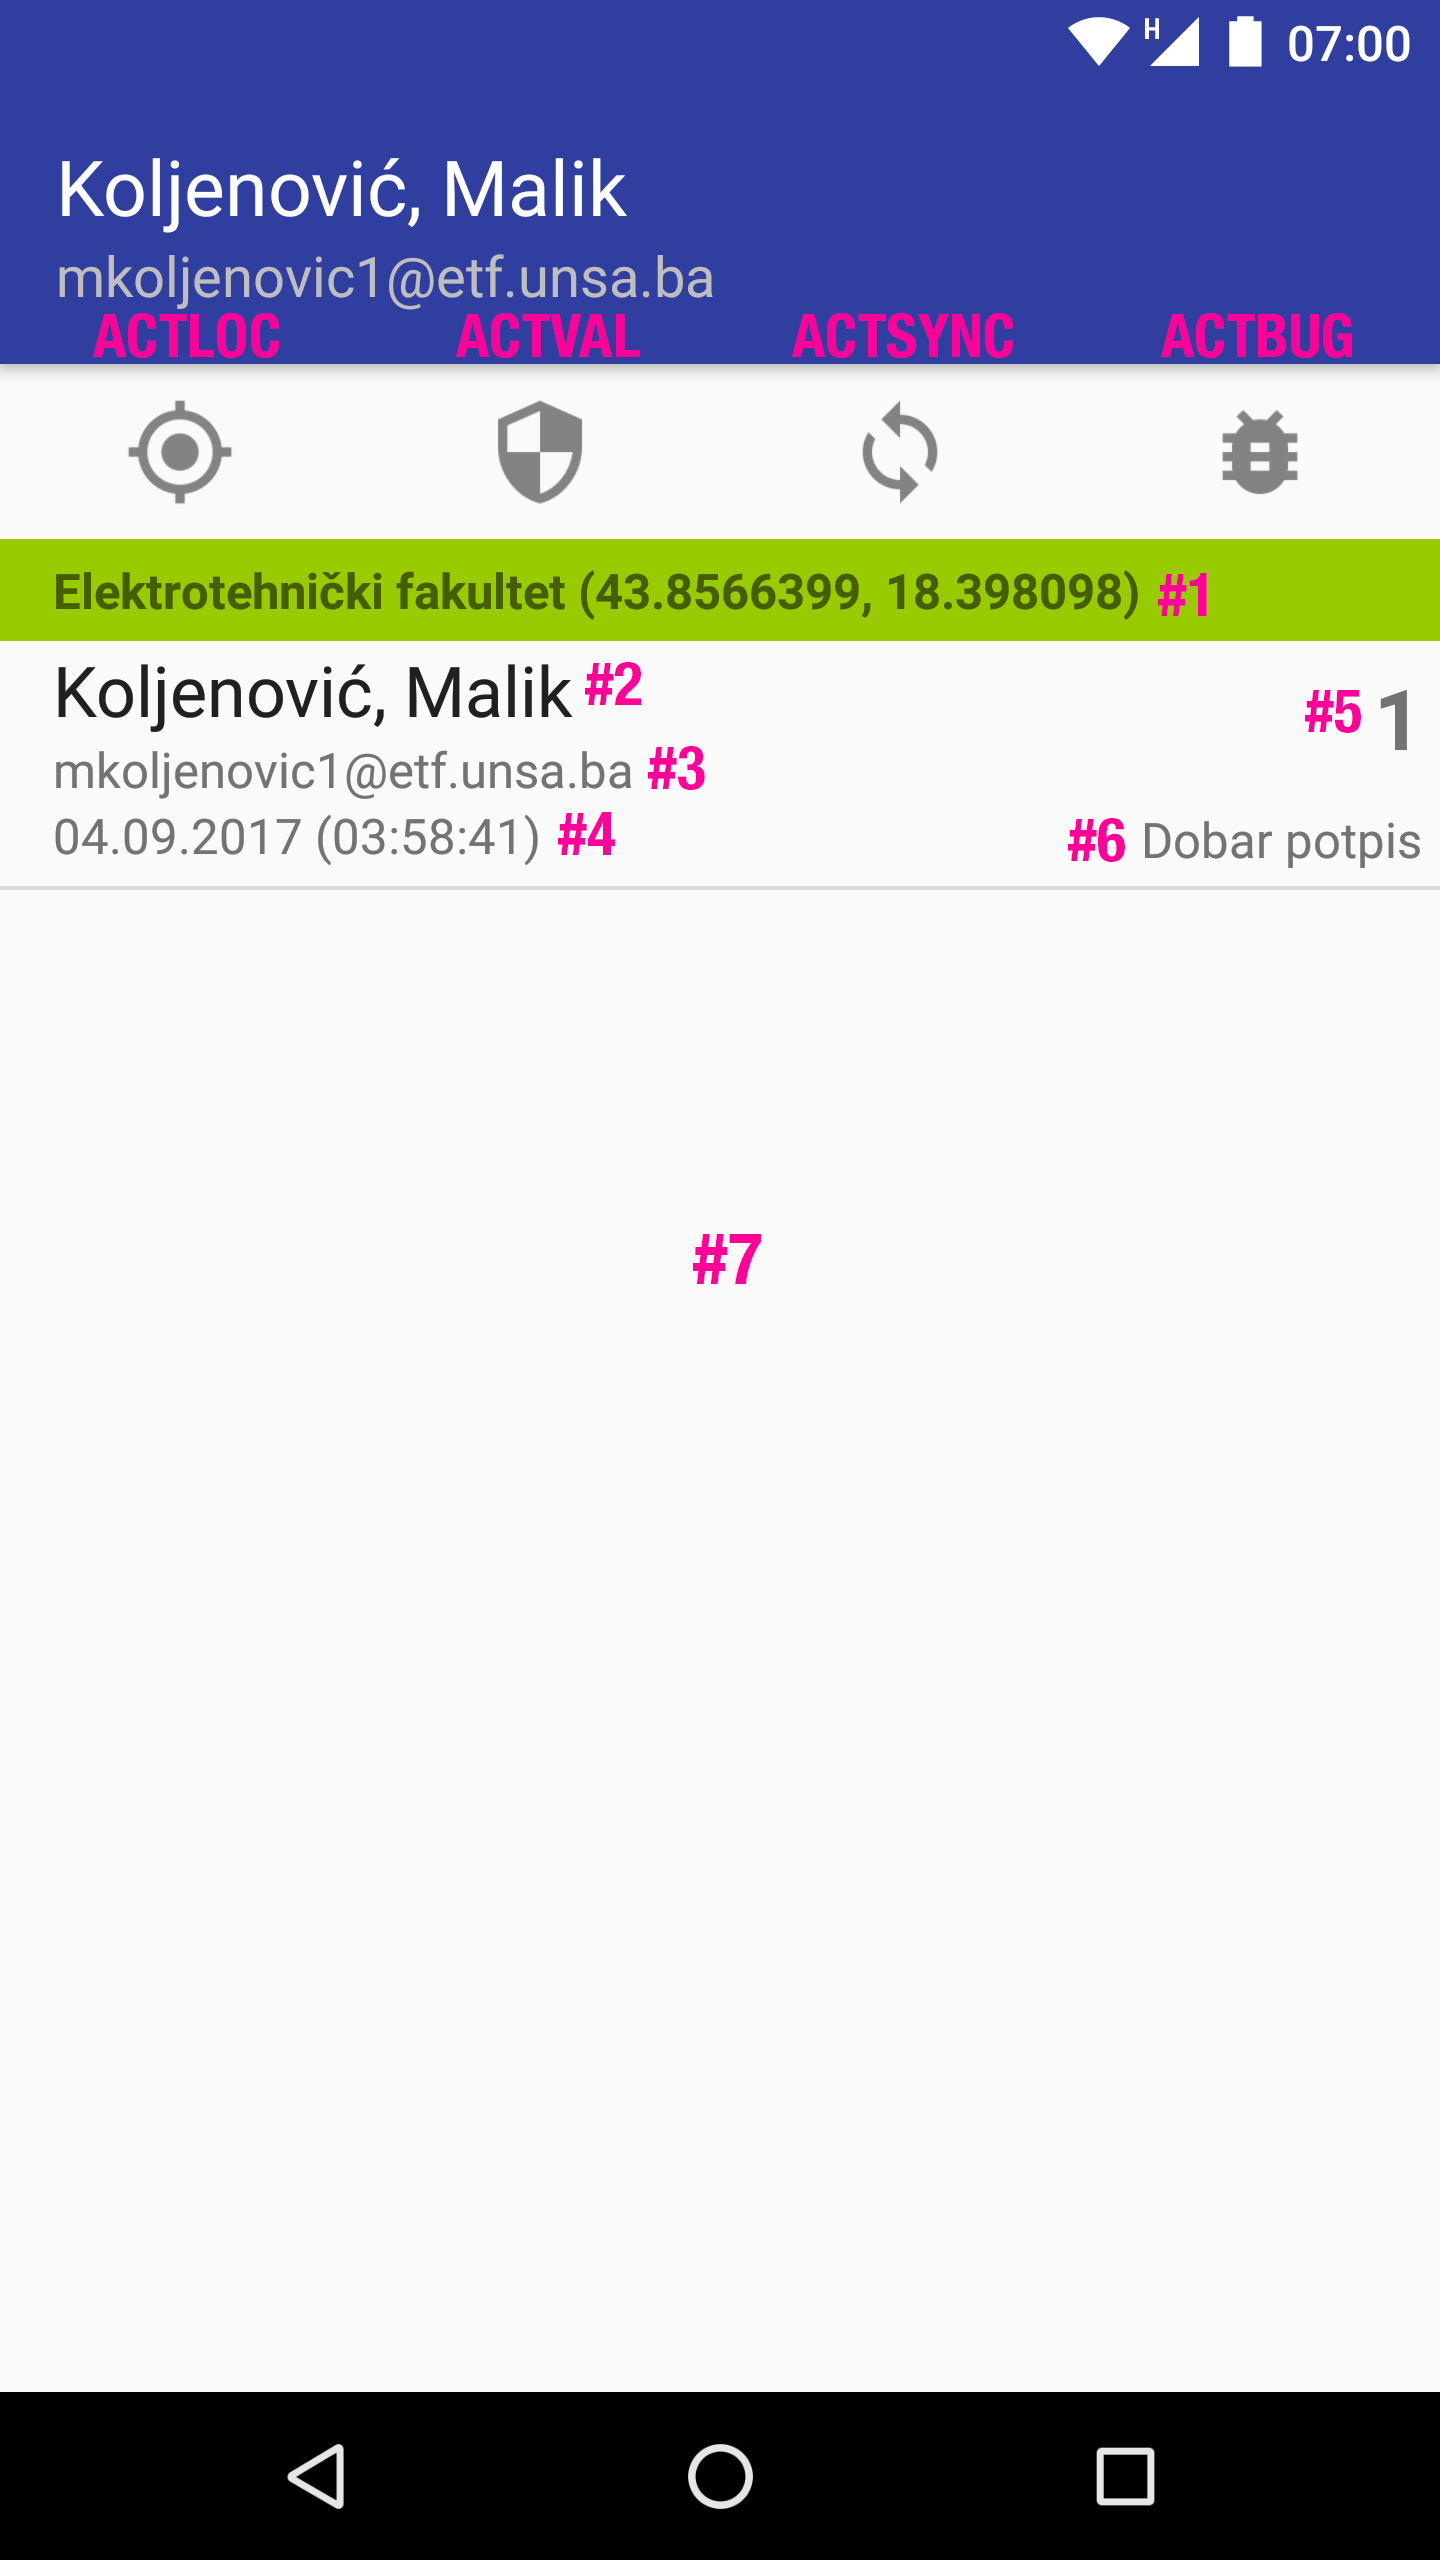 H 07:00
Koljenović, Malik
mkoljenovic1@etf.unsa.ba
ACTLOC ACTVAL ACTSYNC ACTBUG
Elektrotehnički fakultet (43.8566399, 18.398098) #1
Koljenović, Malik #2
#5 1
mkoljenovic1@etf.unsa.ba #3
04.09.2017 (03:58:41) #4
#6 Dobar potpis
#7